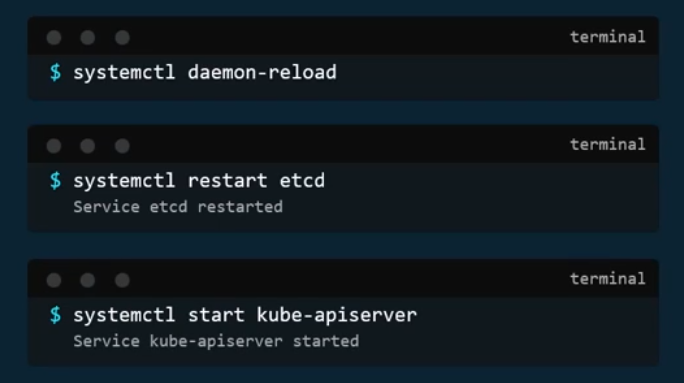 terminal
$ systemctl daemon-reload
terminal
$ systemctl restart etcd
Service etcd restarted
terminal
$ systemctl start kube-apiserver
Service kube-apiserver started